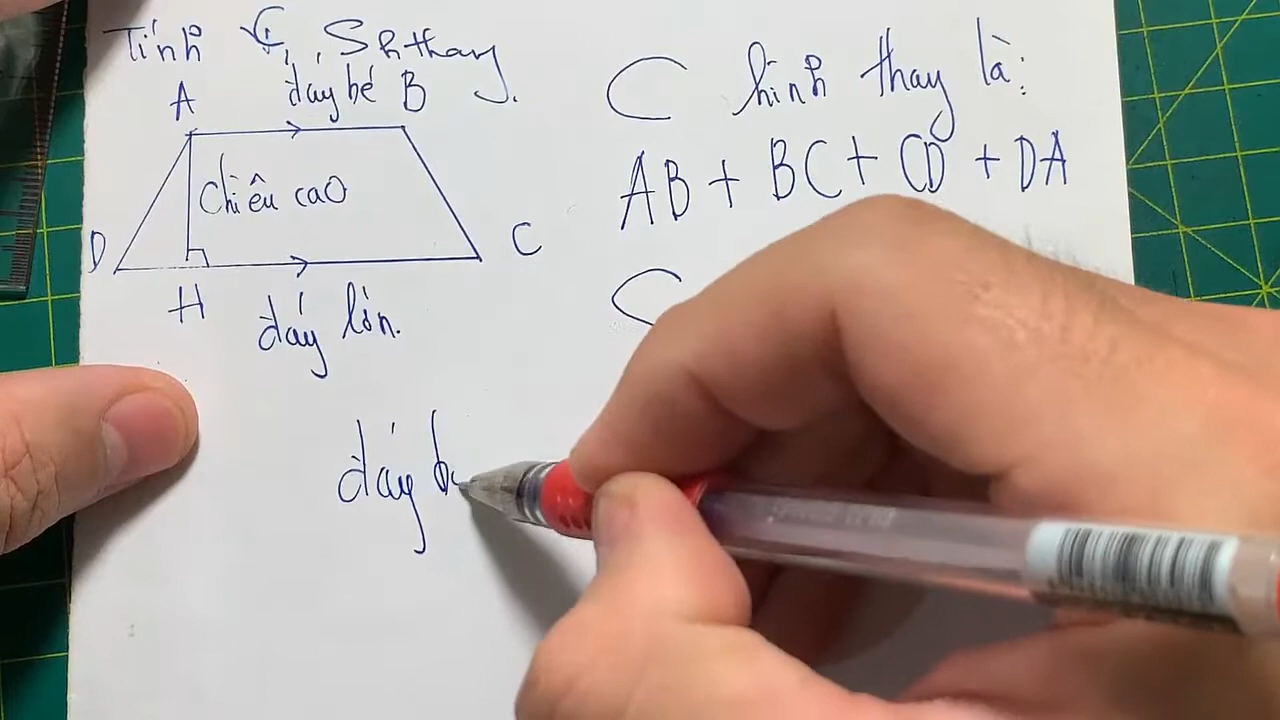 Tính C, S hthang.
đáy bé
A B
Chiều cao
D C
H
đáy lớn.
C hình thang là:
AB + BC + CD + DA
đáy